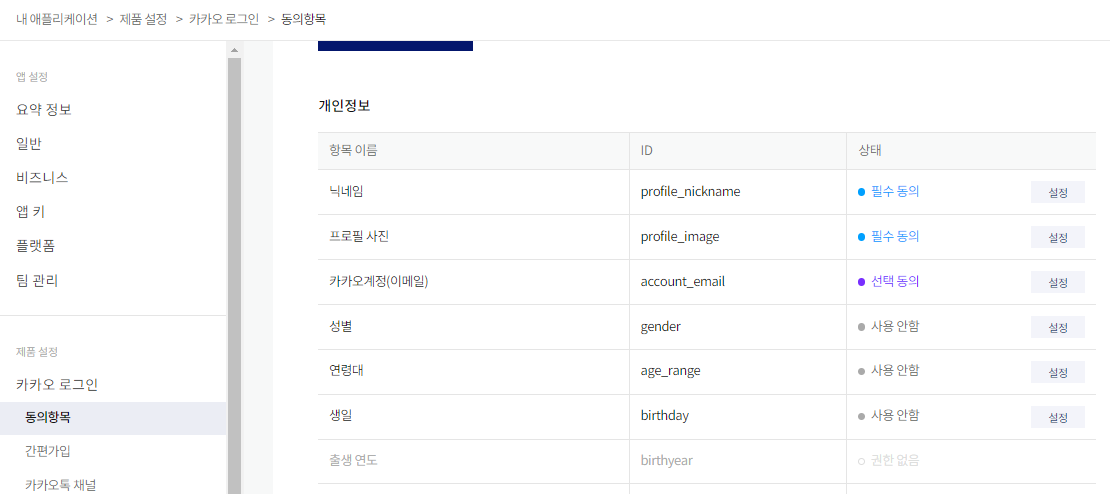 내 애플리케이션 > 제품 설정 > 카카오 로그인 > 동의항목
앱 설정
요약 정보
일반
비즈니스
앱 키
플랫폼
팀 관리
제품 설정
카카오 로그인
동의항목
간편가입
카카오톡 채널
개인정보
항목 이름 ID 상태
닉네임 profile_nickname 필수 동의 설정
프로필 사진 profile_image 필수 동의 설정
카카오계정(이메일) account_email 선택 동의 설정
성별 gender 사용 안함 설정
연령대 age_range 사용 안함 설정
생일 birthday 사용 안함 설정
출생 연도 birthyear 권한 없음